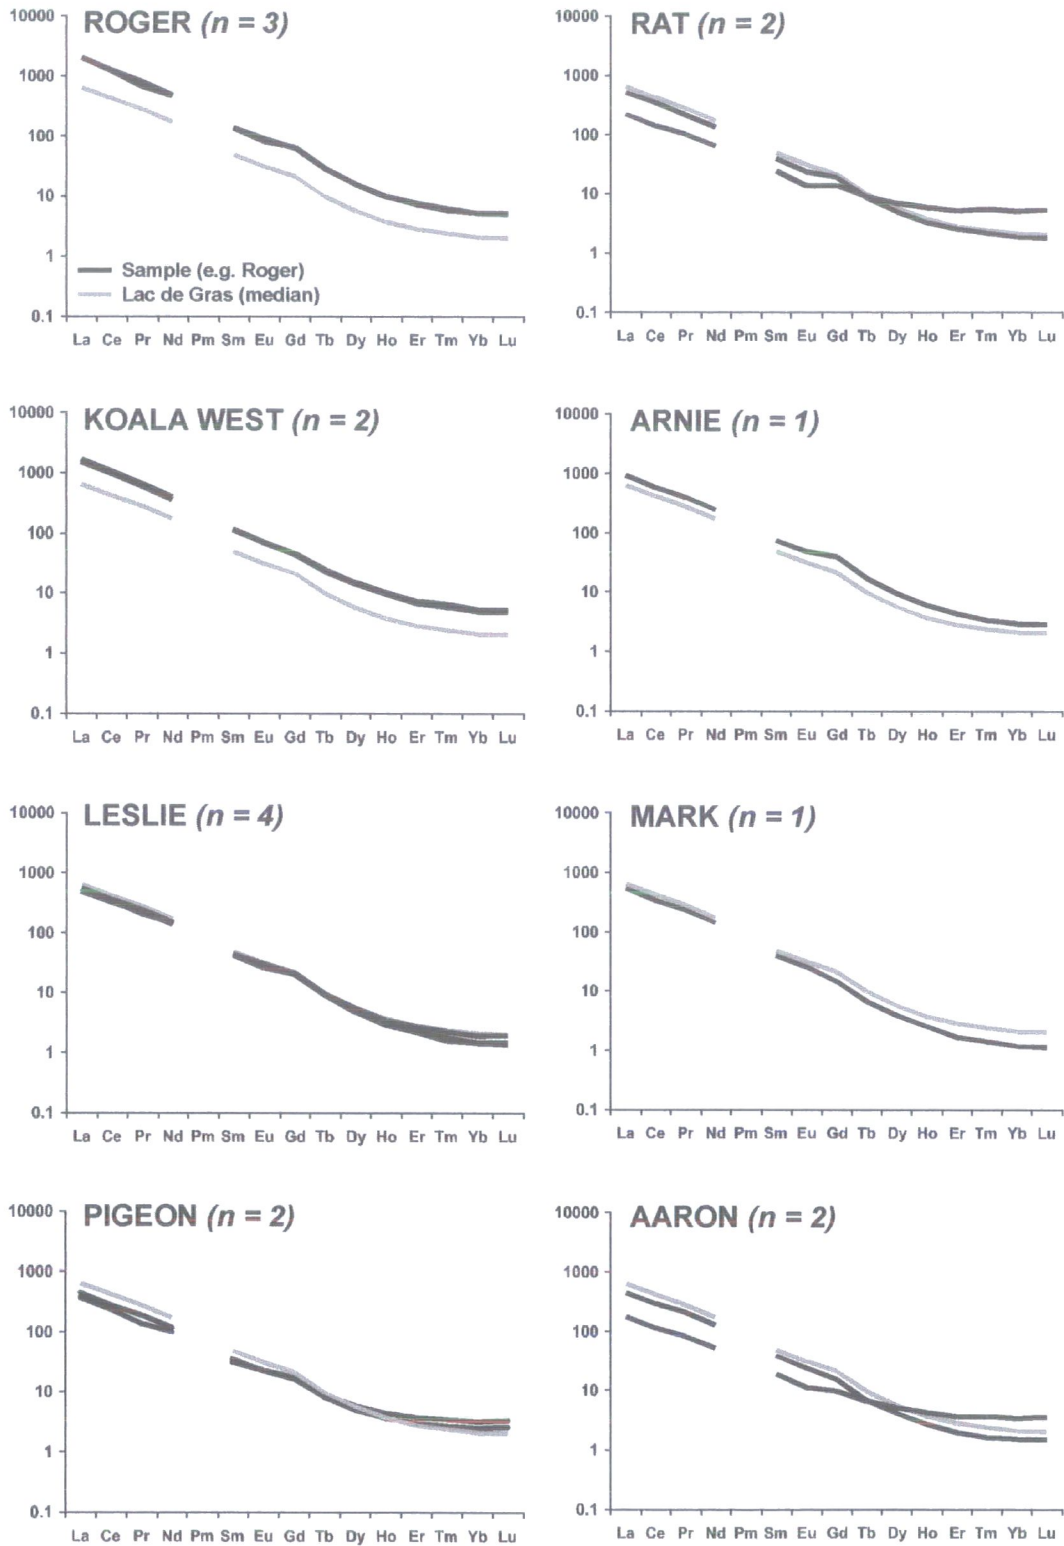 ROGER (n = 3)
10000
1000
100
10
1
0.1
Sample (e.g. Roger)
Lac de Gras (median)
La Ce Pr Nd Pm Sm Eu Gd Tb Dy Ho Er Tm Yb Lu
RAT (n = 2)
10000
1000
100
10
1
0.1
La Ce Pr Nd Pm Sm Eu Gd Tb Dy Ho Er Tm Yb Lu
KOALA WEST (n = 2)
10000
1000
100
10
1
0.1
La Ce Pr Nd Pm Sm Eu Gd Tb Dy Ho Er Tm Yb Lu
ARNIE (n = 1)
10000
1000
100
10
1
0.1
La Ce Pr Nd Pm Sm Eu Gd Tb Dy Ho Er Tm Yb Lu
LESLIE (n = 4)
10000
1000
100
10
1
0.1
La Ce Pr Nd Pm Sm Eu Gd Tb Dy Ho Er Tm Yb Lu
MARK (n = 1)
10000
1000
100
10
1
0.1
La Ce Pr Nd Pm Sm Eu Gd Tb Dy Ho Er Tm Yb Lu
PIGEON (n = 2)
10000
1000
100
10
1
0.1
La Ce Pr Nd Pm Sm Eu Gd Tb Dy Ho Er Tm Yb Lu
AARON (n = 2)
10000
1000
100
10
1
0.1
La Ce Pr Nd Pm Sm Eu Gd Tb Dy Ho Er Tm Yb Lu